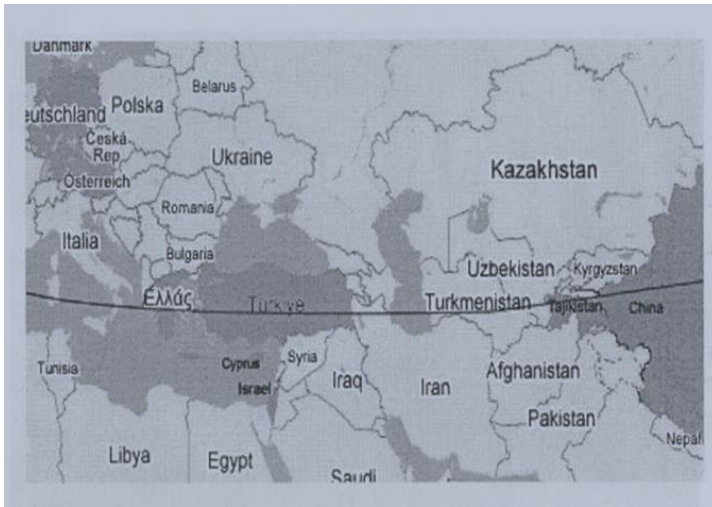 Danmark
Belarus
Polska
eutschland
Česká
Rep
Ukraine
Kazakhstan
Österreich
Romania
Italia
Bulgaria
Uzbekistan
Kyrgyzstan
Ελλάς
Türkiye
Turkmenistan
Tajikistan
China
Tunisia
Cyprus
Syria
Israel
Iraq
Iran
Afghanistan
Pakistan
Libya
Egypt
Saudi
Nepal